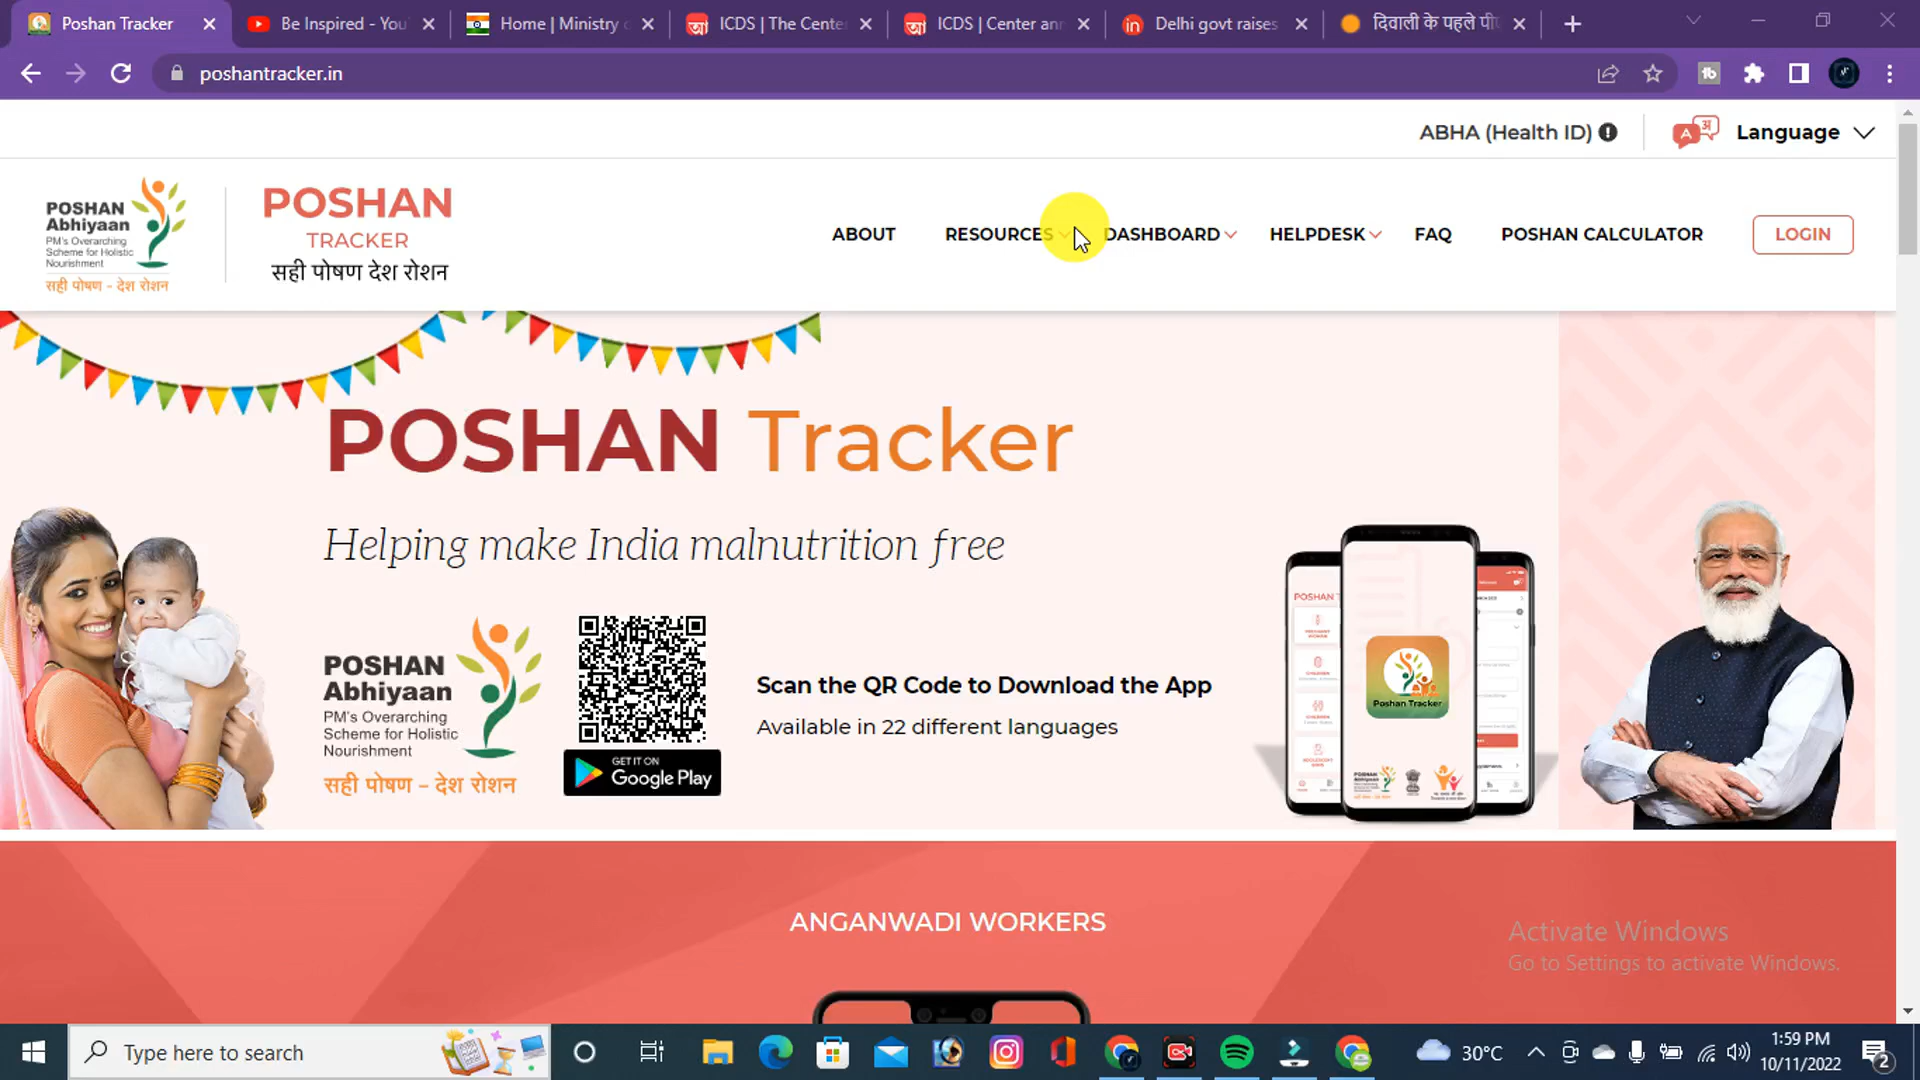 Poshan Tracker
Be Inspired - You
Home | Ministry
ICDS | The Cente
ICDS | Center an
Delhi govt raises
दिवाली के पहले
poshantracker.in
ABHA (Health ID)
Language
POSHAN
Abhiyaan
PM's Overarching
Scheme for Holistic
Nourishment
सही पोषण - देश रोशन
POSHAN
TRACKER
सही पोषण देश रोशन
ABOUT
RESOURCES
DASHBOARD
HELPDESK
FAQ
POSHAN CALCULATOR
LOGIN
POSHAN Tracker
Helping make India malnutrition free
POSHAN
Abhiyaan
PM's Overarching
Scheme for Holistic
Nourishment
सही पोषण – देश रोशन
GET IT ON
Google Play
Scan the QR Code to Download the App
Available in 22 different languages
Poshan Tracker
ANGANWADI WORKERS
Activate Windows
Go to Settings to activate Windows.
Type here to search
30°C
1:59 PM
10/11/2022
2